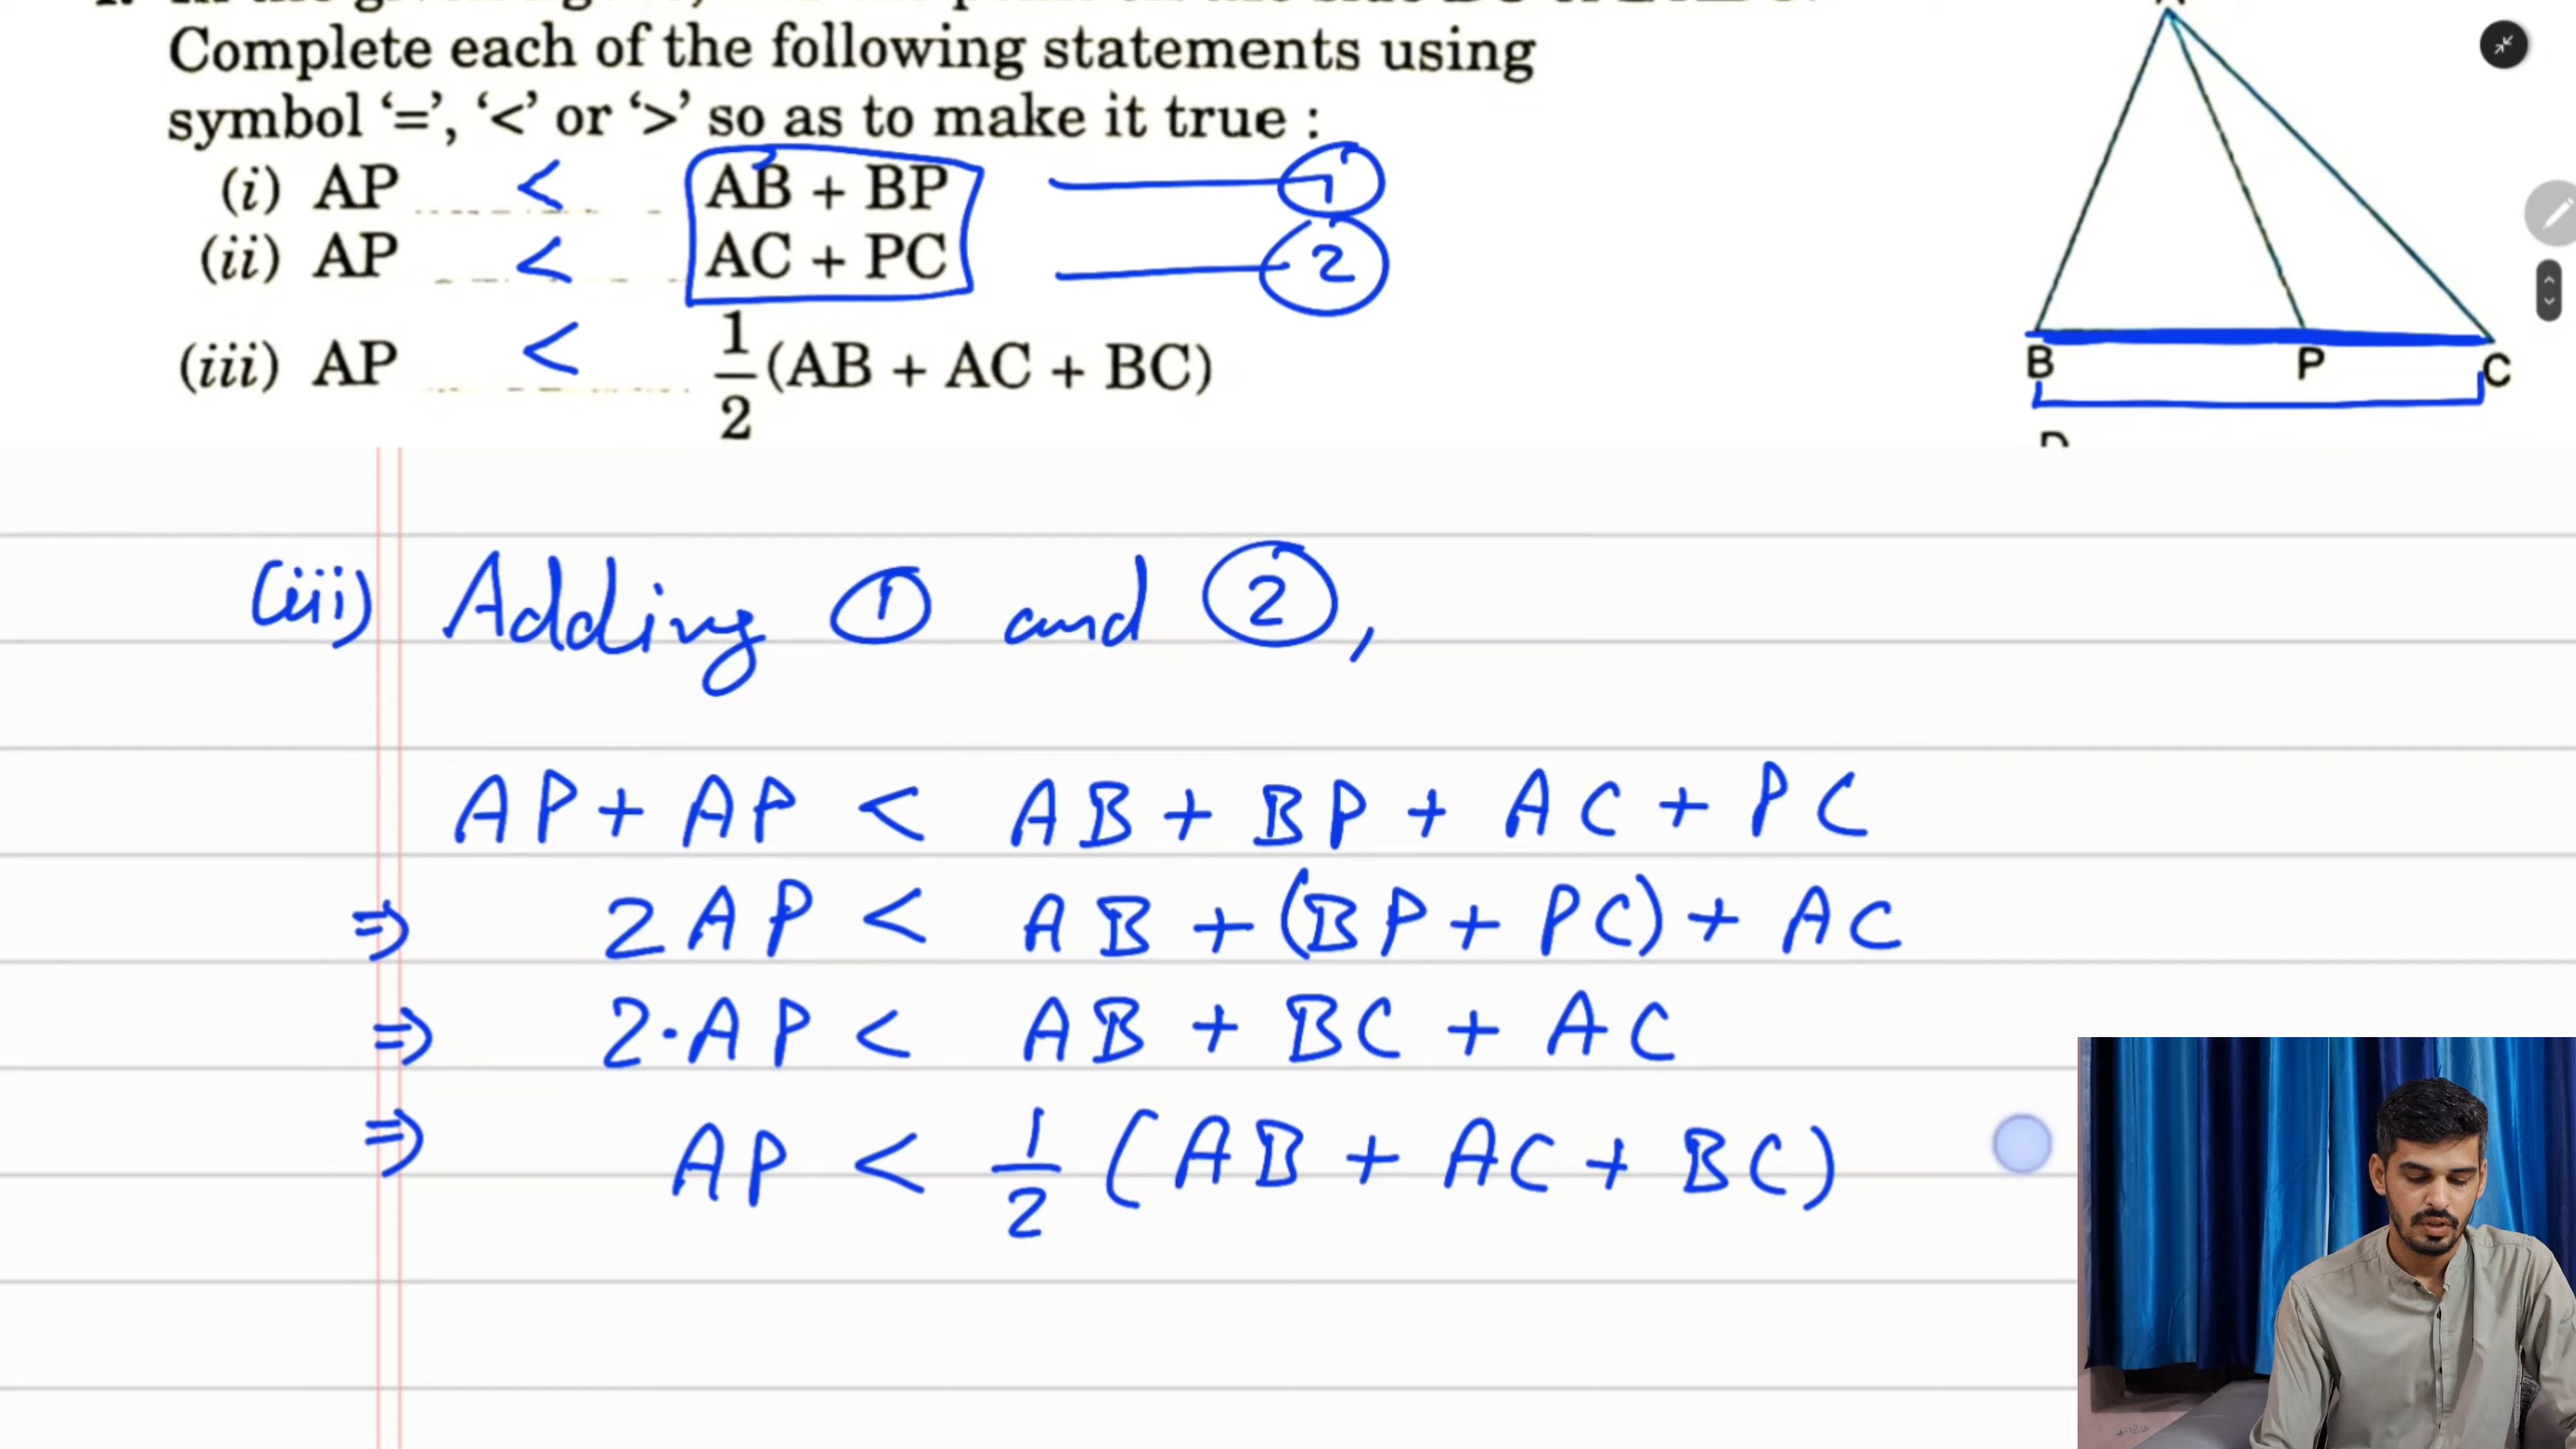 Complete each of the following statements using
symbol ‘=’, ‘<’ or ‘>’ so as to make it true :
(i) AP < AB + BP 1
(ii) AP < AC + PC 2
(iii) AP < 1/2 (AB + AC + BC)
B P C
(iii) Adding 1 and 2,
AP + AP < AB + BP + AC + PC
⇒ 2AP < AB + (BP + PC) + AC
⇒ 2·AP < AB + BC + AC
⇒ AP < 1/2 (AB + AC + BC)